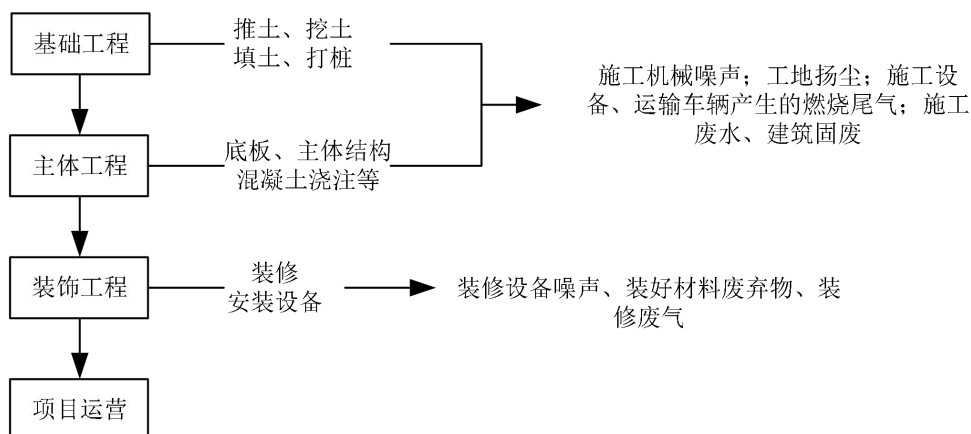 基础工程
推土、挖土
填土、打桩
施工机械噪声；工地扬尘；施工设
备、运输车辆产生的燃烧尾气；施工
废水、建筑固废
主体工程
底板、主体结构
混凝土浇注等
装饰工程
装修
安装设备
装修设备噪声、装好材料废弃物、装
修废气
项目运营